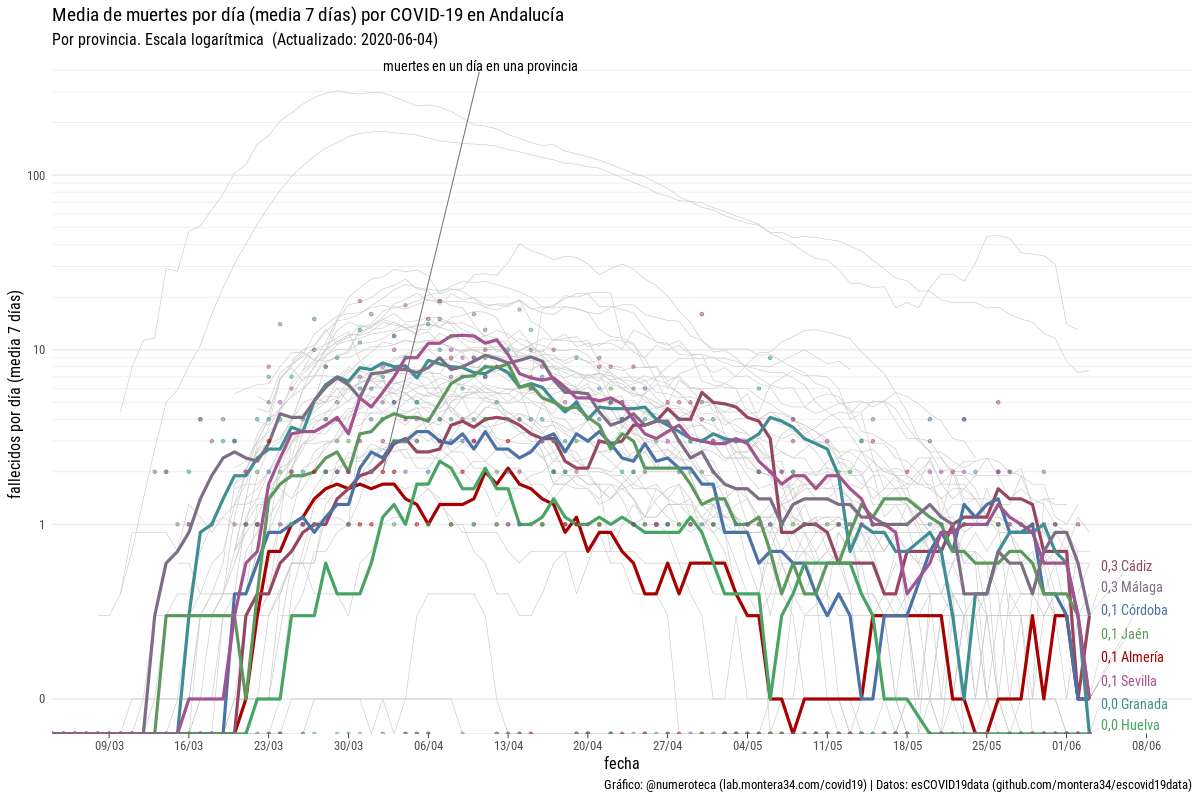 Media de muertes por día (media 7 días) por COVID-19 en Andalucía
Por provincia. Escala logarítmica (Actualizado: 2020-06-04)
muertes en un día en una provincia
fallecidos por día (media 7 días)
100
10
1
0
0,3 Cádiz
0,3 Málaga
0,1 Córdoba
0,1 Jaén
0,1 Almería
0,1 Sevilla
0,0 Granada
0,0 Huelva
09/03 16/03 23/03 30/03 06/04 13/04 20/04 27/04 04/05 11/05 18/05 25/05 01/06 08/06
fecha
Gráfico: @numeroteca (lab.montera34.com/covid19) | Datos: esCOVID19data (github.com/montera34/escovid19data)